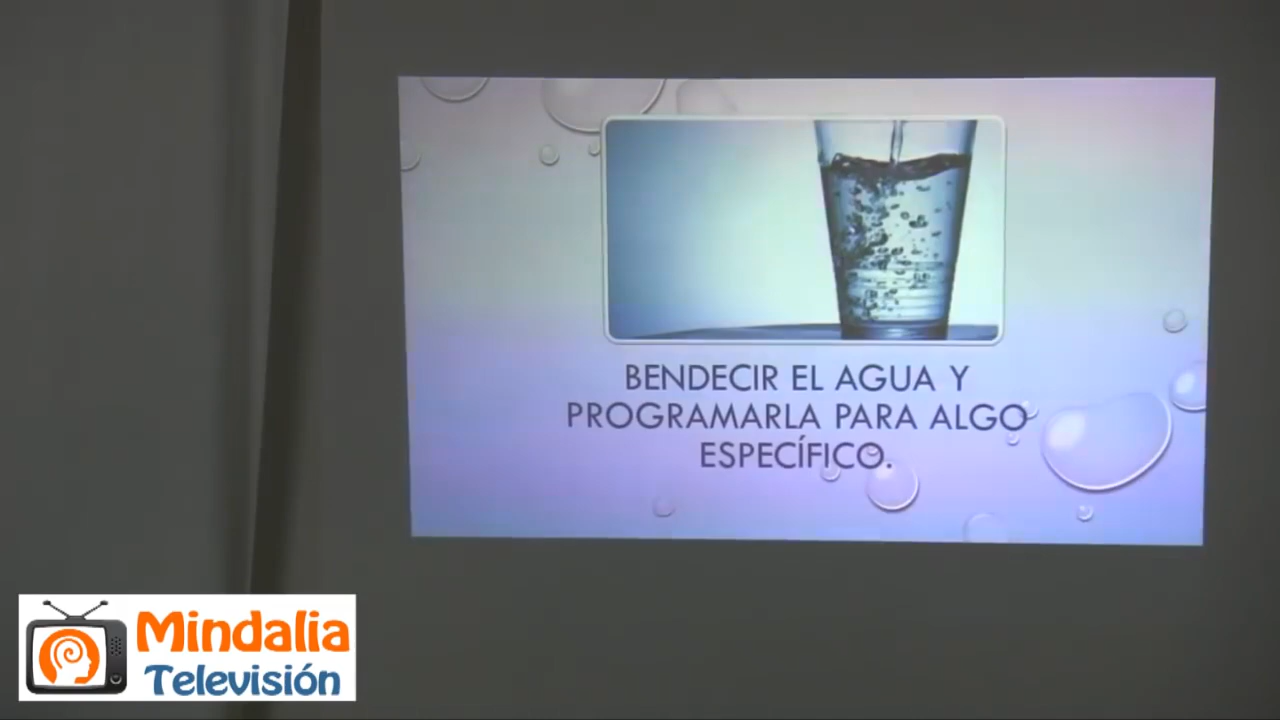 BENDECIR EL AGUA Y
PROGRAMARLA PARA ALGO
ESPECÍFICO.
Mindalia
Televisión